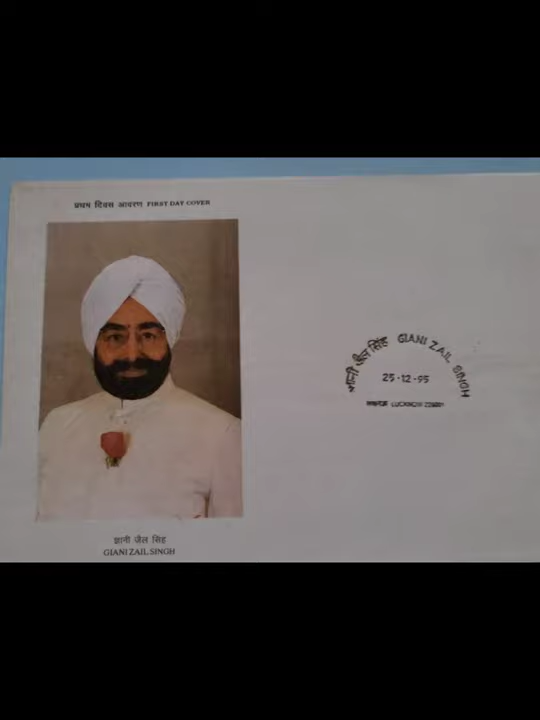 प्रथम दिवस आवरण FIRST DAY COVER
ज्ञानी जैल सिंह GIANI ZAIL SINGH
25-12-95
LUCKNOW
ज्ञानी जैल सिंह
GIANI ZAIL SINGH